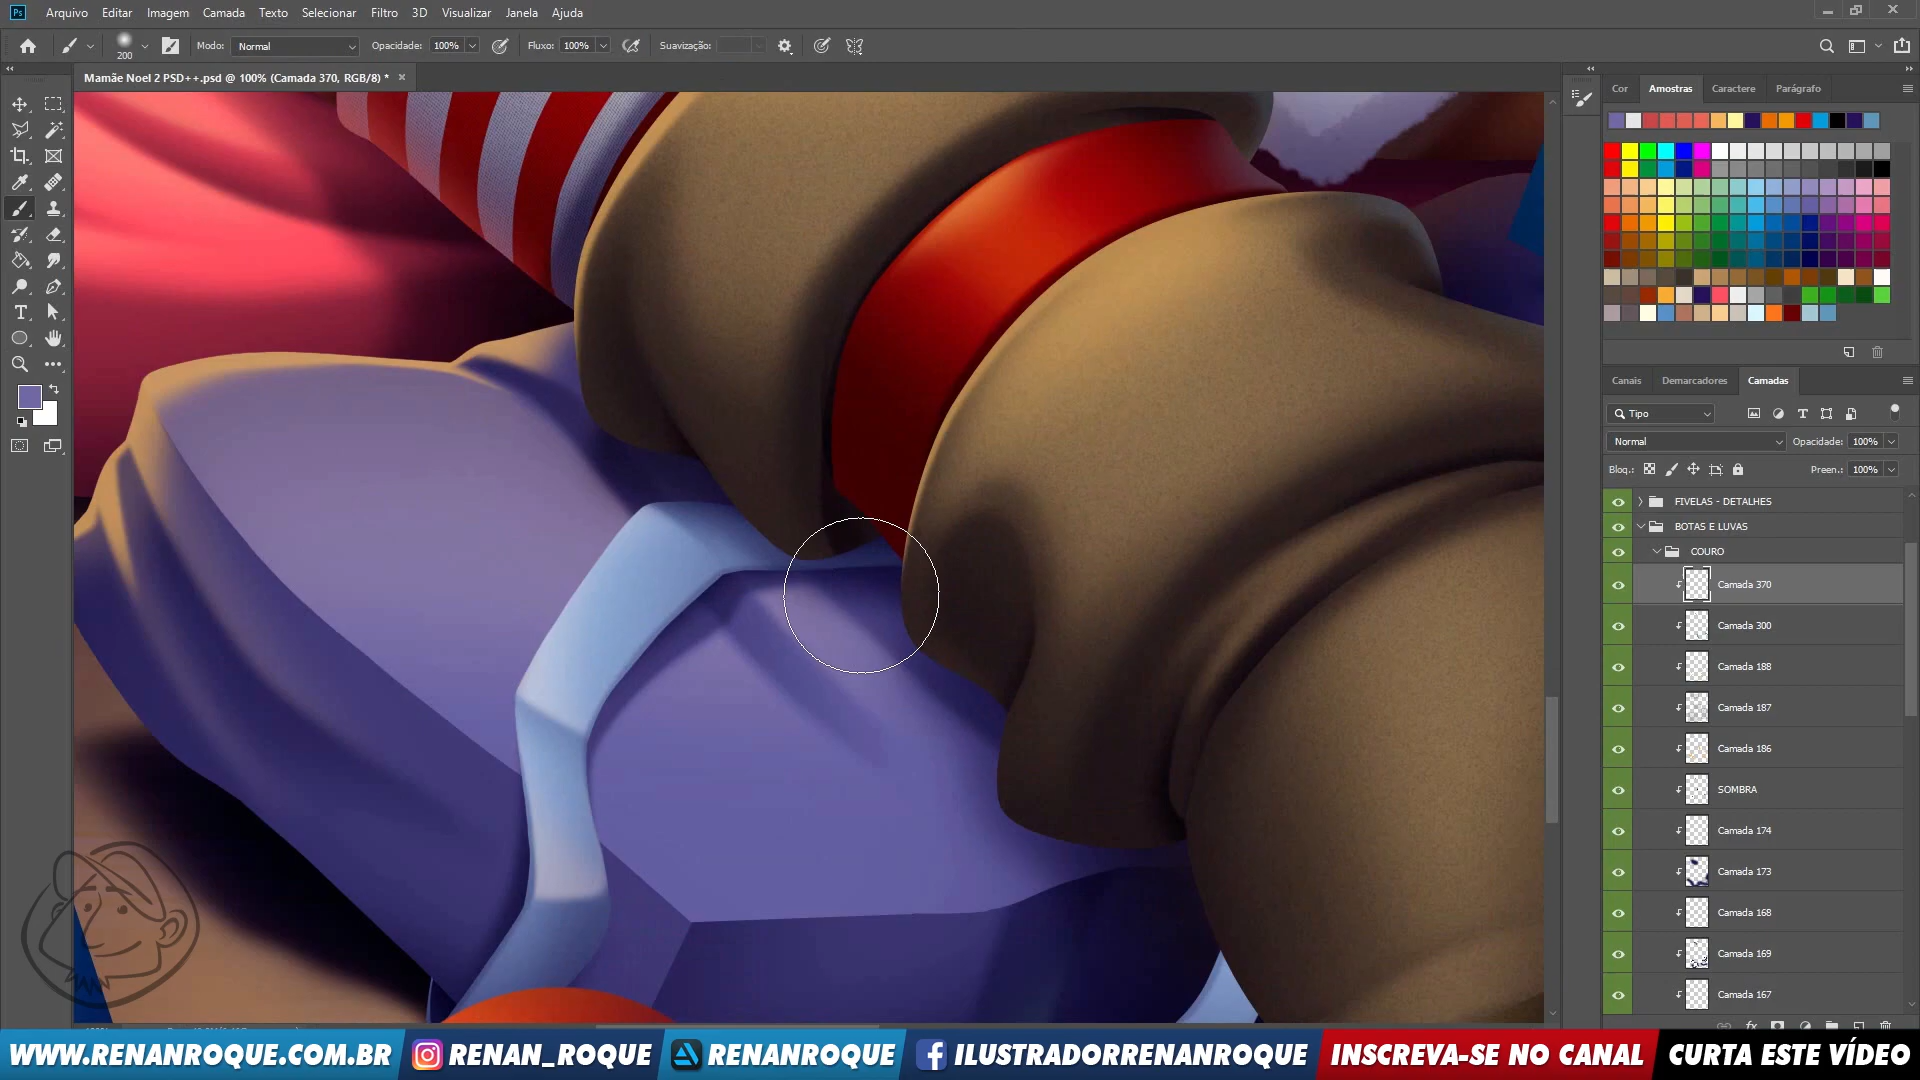 Ps Arquivo Editar Imagem Camada Texto Selecionar Filtro 3D Visualizar Janela Ajuda
200 Modo: Normal Opacidade: 100% Fluxo: 100% Suavização:
Mamãe Noel 2 PSD++.psd @ 100% (Camada 370, RGB/8) *
Cor Amostras Caractere Parágrafo
Canais Demarcadores Camadas
Tipo
Normal Opacidade: 100%
Bloq.: Preen.: 100%
FIVELAS - DETALHES
BOTAS E LUVAS
COURO
Camada 370
Camada 300
Camada 188
Camada 187
Camada 186
SOMBRA
Camada 174
Camada 173
Camada 168
Camada 169
Camada 167
WWW.RENANROQUE.COM.BR RENAN_ROQUE RENANROQUE ILUSTRADORRENANROQUE INSCREVA-SE NO CANAL CURTA ESTE VÍDEO